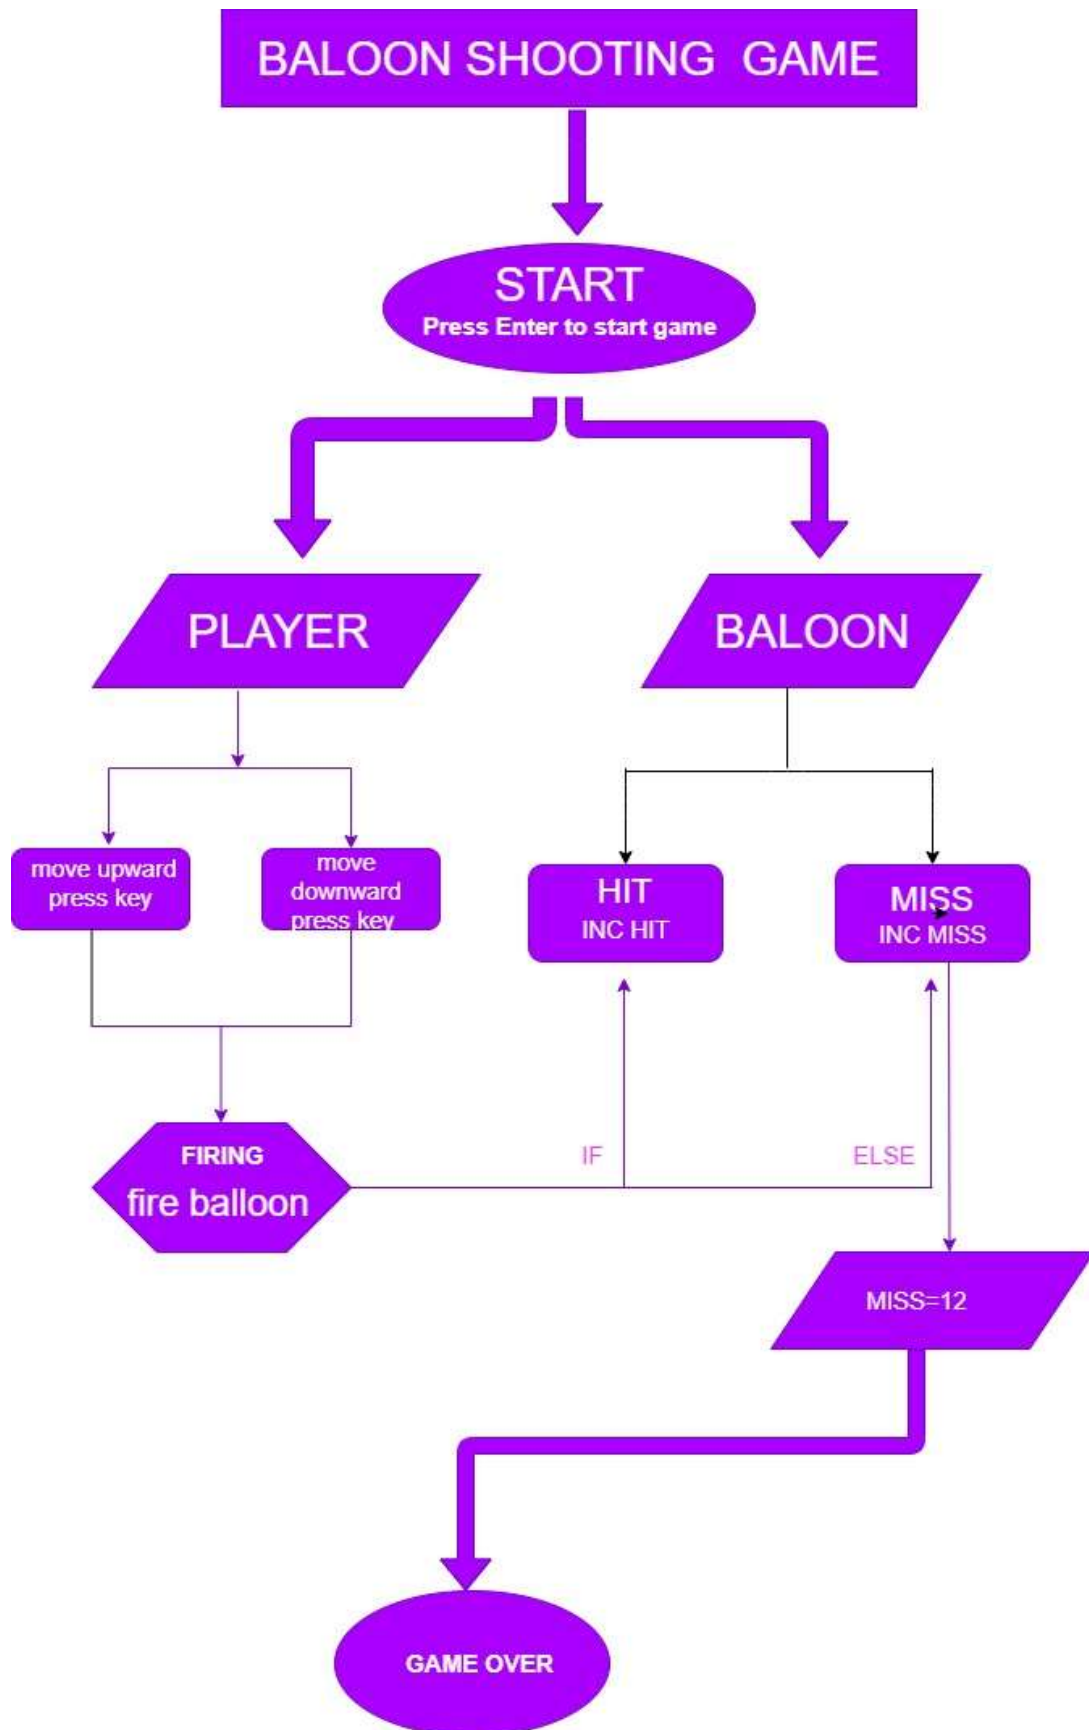 BALOON SHOOTING GAME
START
Press Enter to start game
PLAYER
BALOON
move upward
press key
move
downward
press key
HIT
INC HIT
MISS
INC MISS
FIRING
fire balloon
IF
ELSE
MISS=12
GAME OVER